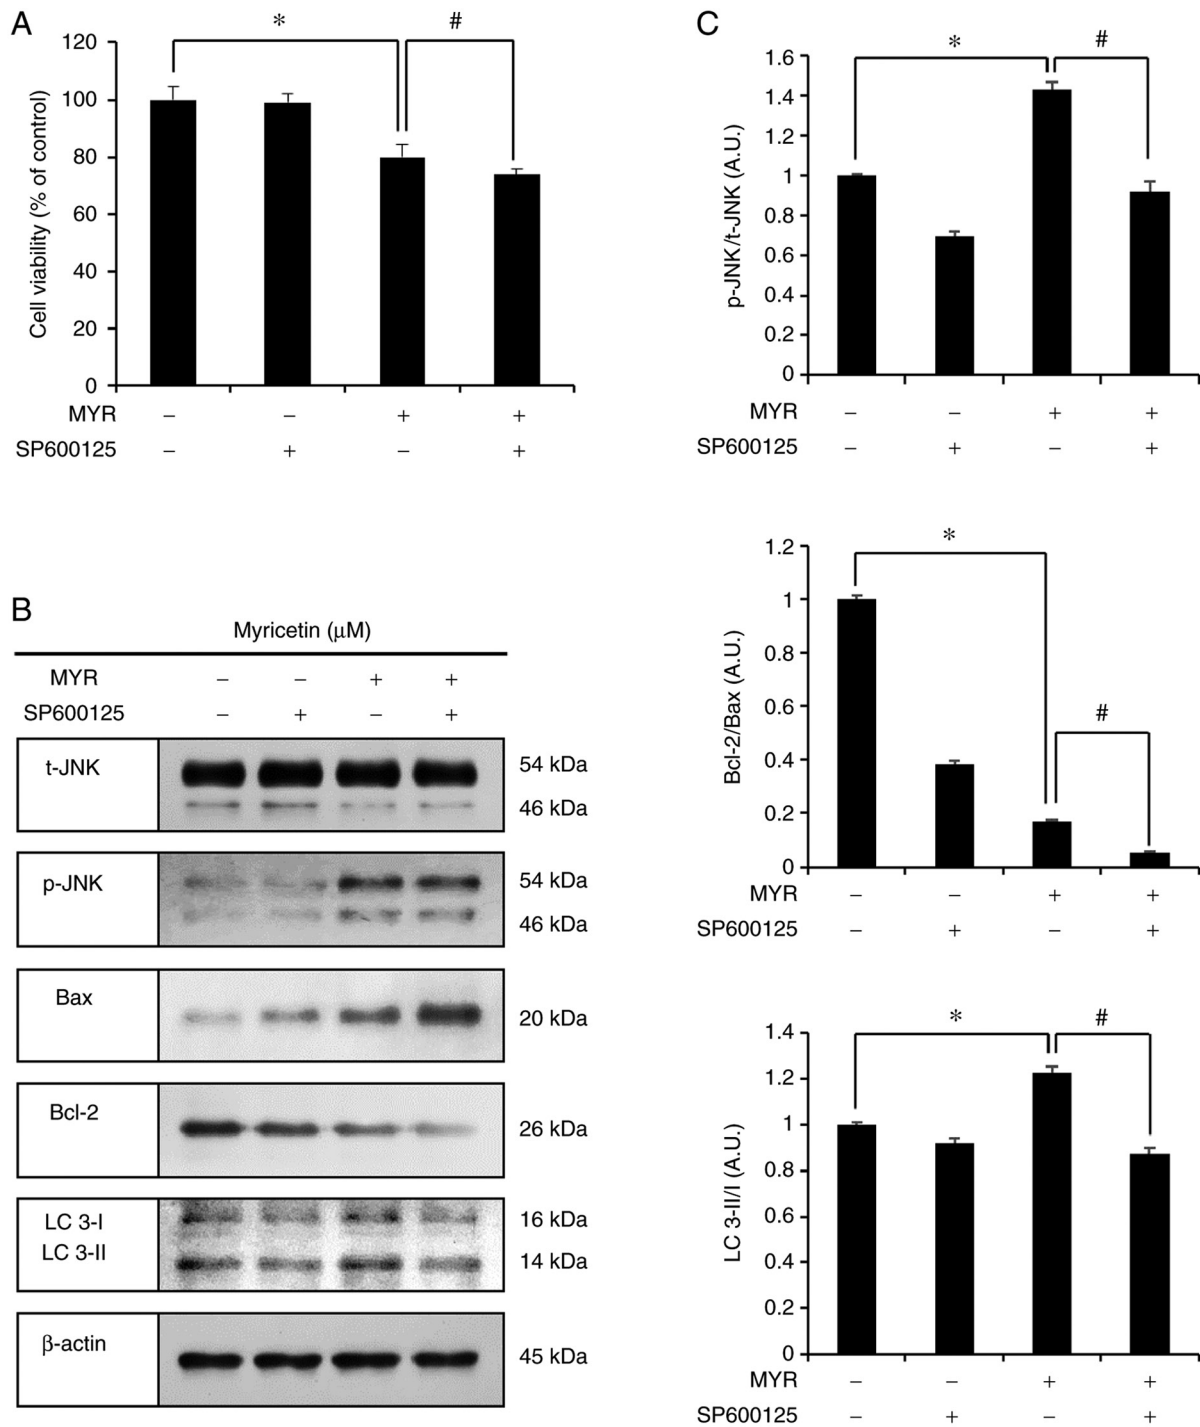 A
Cell viability (% of control)
120
100
80
60
40
20
0
* #
MYR – – + +
SP600125 – + – +
B
Myricetin (μM)
MYR – – + +
SP600125 – + – +
t-JNK
54 kDa
46 kDa
p-JNK
54 kDa
46 kDa
Bax
20 kDa
Bcl-2
26 kDa
LC 3-I 16 kDa
LC 3-II 14 kDa
β-actin
45 kDa
C
p-JNK/t-JNK (A.U.)
1.6
1.4
1.2
1
0.8
0.6
0.4
0.2
0
* #
MYR – – + +
SP600125 – + – +
Bcl-2/Bax (A.U.)
1.2
1
0.8
0.6
0.4
0.2
0
*
#
MYR – – + +
SP600125 – + – +
LC 3-II/I (A.U.)
1.4
1.2
1
0.8
0.6
0.4
0.2
0
* #
MYR – – + +
SP600125 – + – +